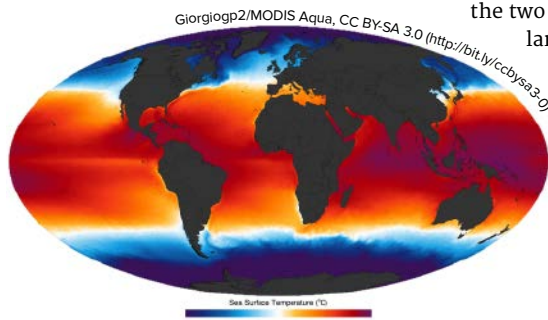 the two
lar
Giorgiogp2/MODIS Aqua, CC BY-SA 3.0 (http://bit.ly/ccbysa3-0)
Sea Surface Temperature (°C)